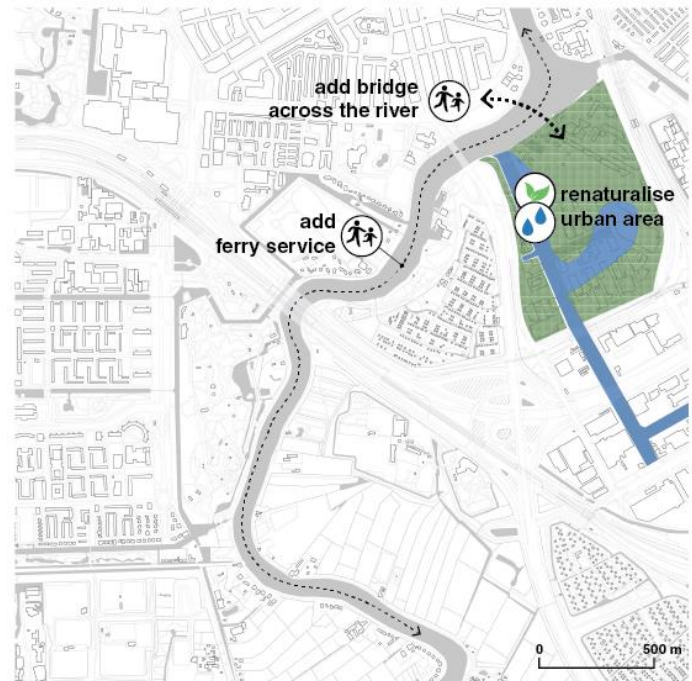 add bridge
across the river
add
ferry service
renaturalise
urban area
0 500 m